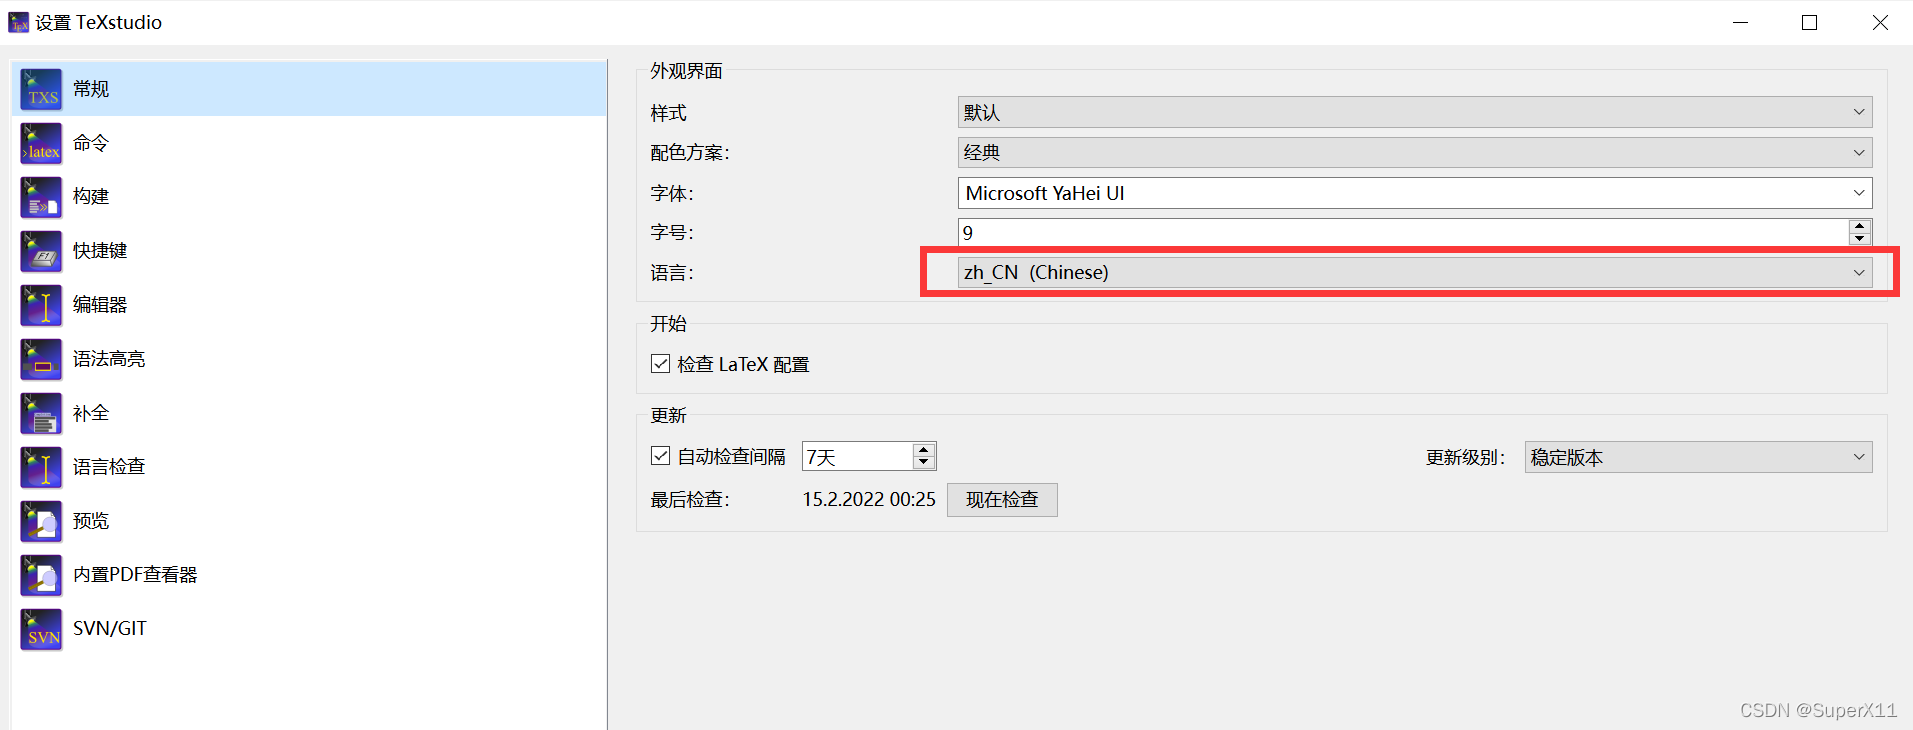 设置 TeXstudio
TXS 常规
latex 命令
构建
F1 快捷键
编辑器
语法高亮
补全
语言检查
预览
内置PDF查看器
SVN SVN/GIT
外观界面
样式 默认
配色方案： 经典
字体： Microsoft YaHei UI
字号： 9
语言： zh_CN (Chinese)
开始
检查 LaTeX 配置
更新
自动检查间隔 7天 更新级别： 稳定版本
最后检查： 15.2.2022 00:25 现在检查
CSDN @SuperX11